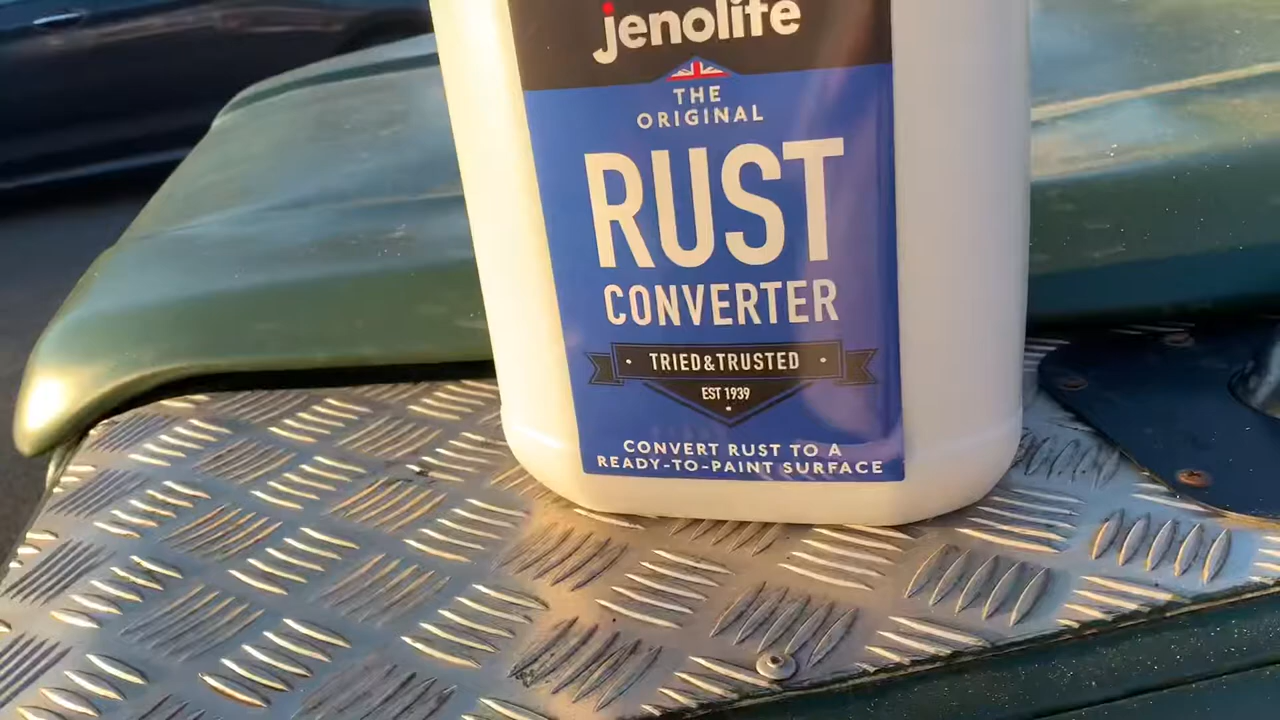 jenolite
THE
ORIGINAL
RUST
CONVERTER
TRIED&TRUSTED
EST 1939
CONVERT RUST TO A
READY-TO-PAINT SURFACE